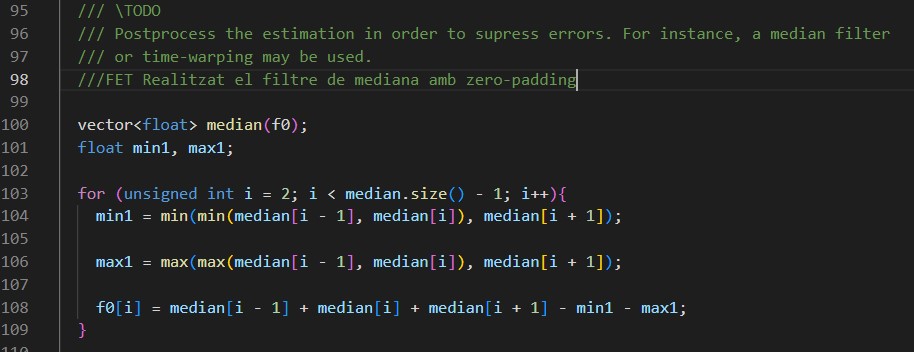 95 /// \TODO
96 /// Postprocess the estimation in order to supress errors. For instance, a median filter
97 /// or time-warping may be used.
98 ///FET Realitzat el filtre de mediana amb zero-padding
99
100 vector<float> median(f0);
101 float min1, max1;
102
103 for (unsigned int i = 2; i < median.size() - 1; i++){
104 min1 = min(min(median[i - 1], median[i]), median[i + 1]);
105
106 max1 = max(max(median[i - 1], median[i]), median[i + 1]);
107
108 f0[i] = median[i - 1] + median[i] + median[i + 1] - min1 - max1;
109 }
110